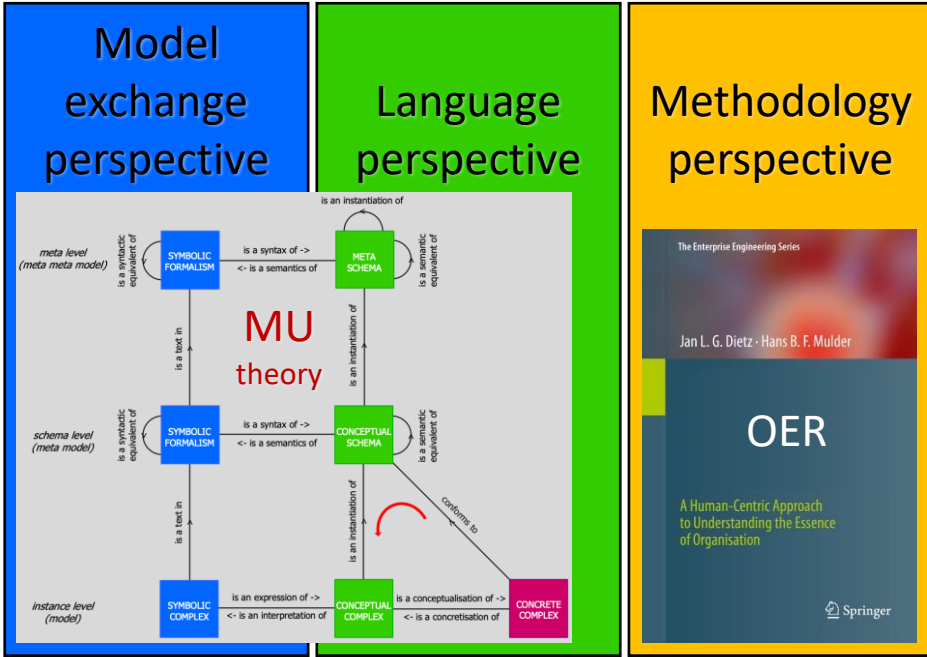 Model
exchange
perspective
Language
perspective
Methodology
perspective
is an instantiation of
meta level
(meta meta model)
is a syntactic
equivalent of
SYMBOLIC
FORMALISM
is a syntax of ->
<- is a semantics of
META
SCHEMA
is a semantic
equivalent of
is a text in
MU
theory
is an instantiation of
schema level
(meta model)
is a syntactic
equivalent of
SYMBOLIC
FORMALISM
is a syntax of ->
<- is a semantics of
CONCEPTUAL
SCHEMA
is a semantic
equivalent of
is a text in
is an instantiation of
conforms to
instance level
(model)
SYMBOLIC
COMPLEX
is an expression of ->
<- is an interpretation of
CONCEPTUAL
COMPLEX
is a conceptualisation of ->
<- is a concretisation of
CONCRETE
COMPLEX
The Enterprise Engineering Series
Jan L. G. Dietz · Hans B. F. Mulder
OER
A Human-Centric Approach
to Understanding the Essence
of Organisation
Springer